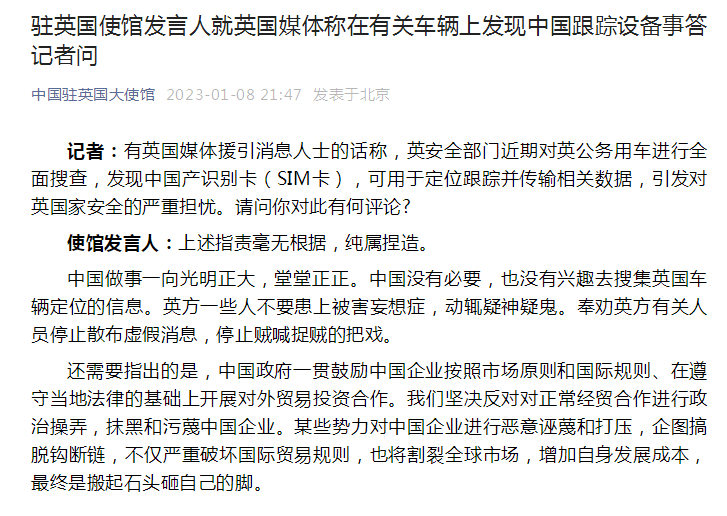 驻英国使馆发言人就英国媒体称在有关车辆上发现中国跟踪设备事答
记者问
中国驻英国大使馆 2023-01-08 21:47 发表于北京
记者：有英国媒体援引消息人士的话称，英安全部门近期对英公务用车进行全
面搜查，发现中国产识别卡（SIM卡），可用于定位跟踪并传输相关数据，引发对
英国家安全的严重担忧。请问你对此有何评论?
使馆发言人：上述指责毫无根据，纯属捏造。
中国做事一向光明正大，堂堂正正。中国没有必要，也没有兴趣去搜集英国车
辆定位的信息。英方一些人不要患上被害妄想症，动辄疑神疑鬼。奉劝英方有关人
员停止散布虚假消息，停止贼喊捉贼的把戏。
还需要指出的是，中国政府一贯鼓励中国企业按照市场原则和国际规则、在遵
守当地法律的基础上开展对外贸易投资合作。我们坚决反对对正常经贸合作进行政
治操弄，抹黑和污蔑中国企业。某些势力对中国企业进行恶意诬蔑和打压，企图搞
脱钩断链，不仅严重破坏国际贸易规则，也将割裂全球市场，增加自身发展成本，
最终是搬起石头砸自己的脚。